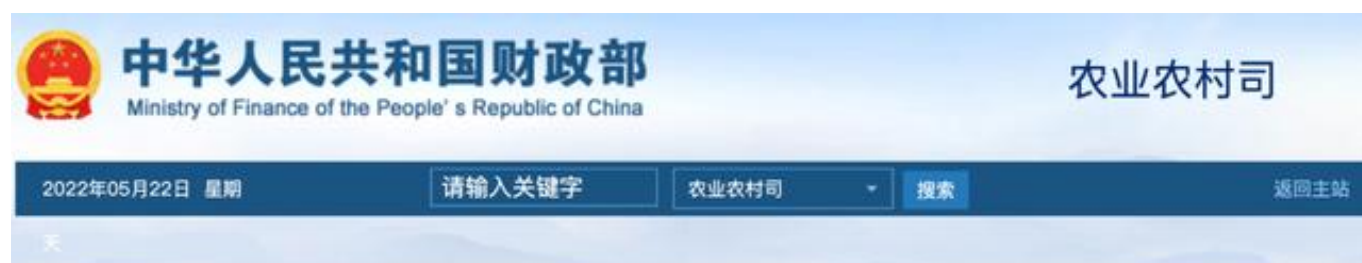 中华人民共和国财政部
Ministry of Finance of the People' s Republic of China
农业农村司
2022年05月22日 星期
天
请输入关键字
农业农村司
搜索
返回主站